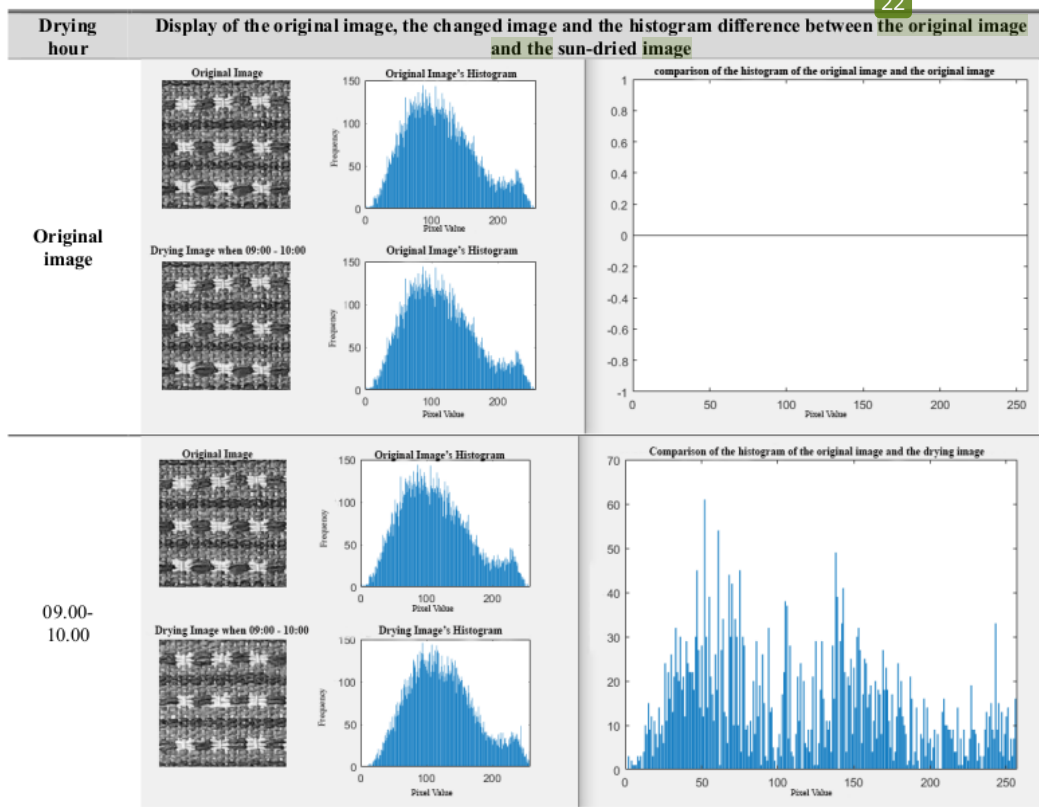 22
Drying
hour
Display of the original image, the changed image and the histogram difference between the original image
and the sun-dried image
Original
image
Original Image
Original Image's Histogram
150
100
50
0
Frequency
0 100 200
Pixel Value
comparison of the histogram of the original image and the original image
1
0.8
0.6
0.4
0.2
0
-0.2
-0.4
-0.6
-0.8
-1
0 50 100 150 200 250
Pixel Value
Drying Image when 09:00 - 10:00
Original Image's Histogram
150
100
50
0
Frequency
0 100 200
Pixel Value
09.00-
10.00
Original Image
Original Image's Histogram
150
100
50
0
Frequency
0 100 200
Pixel Value
Comparison of the histogram of the original image and the drying image
70
60
50
40
30
20
10
0
0 50 100 150 200 250
Pixel Value
Drying Image when 09:00 - 10:00
Drying Image's Histogram
150
100
50
0
Frequency
0 100 200
Pixel Value